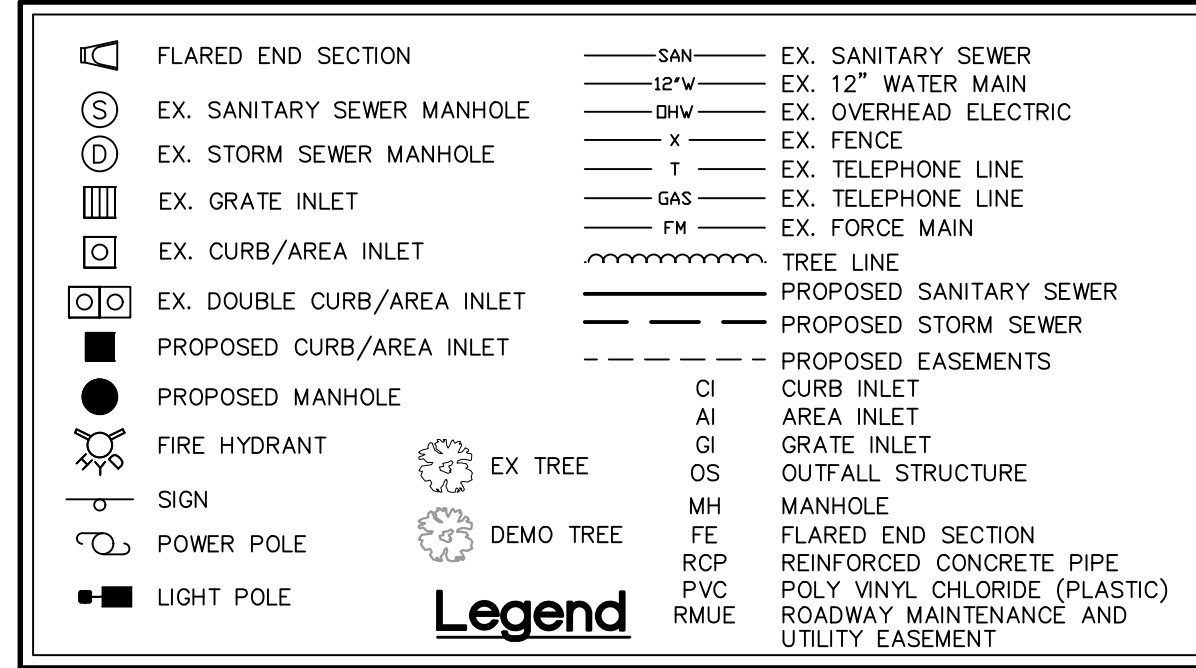 FLARED END SECTION
S EX. SANITARY SEWER MANHOLE
D EX. STORM SEWER MANHOLE
EX. GRATE INLET
EX. CURB/AREA INLET
EX. DOUBLE CURB/AREA INLET
PROPOSED CURB/AREA INLET
PROPOSED MANHOLE
HYD FIRE HYDRANT
SIGN
POWER POLE
LIGHT POLE
EX TREE
DEMO TREE
Legend
SAN EX. SANITARY SEWER
12"W EX. 12" WATER MAIN
OHW EX. OVERHEAD ELECTRIC
X EX. FENCE
T EX. TELEPHONE LINE
GAS EX. TELEPHONE LINE
FM EX. FORCE MAIN
TREE LINE
PROPOSED SANITARY SEWER
PROPOSED STORM SEWER
PROPOSED EASEMENTS
CI CURB INLET
AI AREA INLET
GI GRATE INLET
OS OUTFALL STRUCTURE
MH MANHOLE
FE FLARED END SECTION
RCP REINFORCED CONCRETE PIPE
PVC POLY VINYL CHLORIDE (PLASTIC)
RMUE ROADWAY MAINTENANCE AND
UTILITY EASEMENT